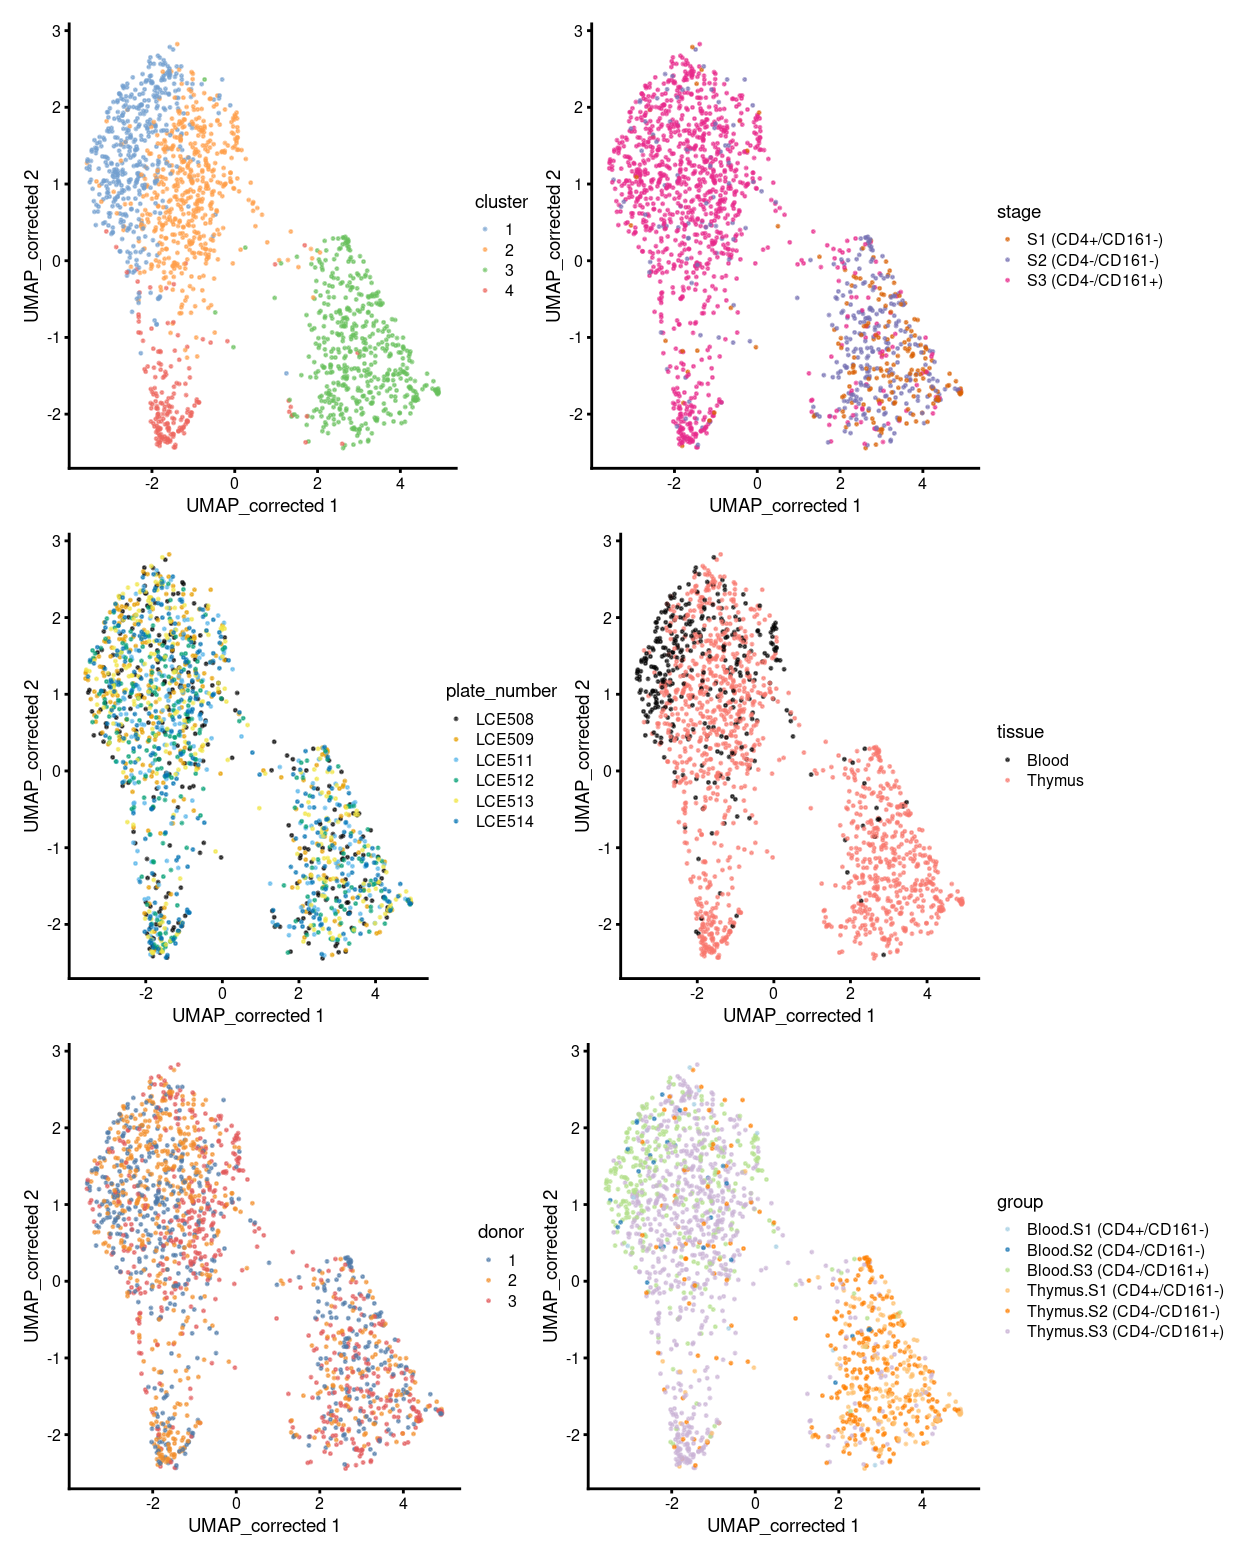 3
2
1
0
-1
-2
-2 0 2 4
UMAP_corrected 1
UMAP_corrected 2
cluster
1
2
3
4
3
2
1
0
-1
-2
-2 0 2 4
UMAP_corrected 1
UMAP_corrected 2
stage
S1 (CD4+/CD161-)
S2 (CD4-/CD161-)
S3 (CD4-/CD161+)
3
2
1
0
-1
-2
-2 0 2 4
UMAP_corrected 1
UMAP_corrected 2
plate_number
LCE508
LCE509
LCE511
LCE512
LCE513
LCE514
3
2
1
0
-1
-2
-2 0 2 4
UMAP_corrected 1
UMAP_corrected 2
tissue
Blood
Thymus
3
2
1
0
-1
-2
-2 0 2 4
UMAP_corrected 1
UMAP_corrected 2
donor
1
2
3
3
2
1
0
-1
-2
-2 0 2 4
UMAP_corrected 1
UMAP_corrected 2
group
Blood.S1 (CD4+/CD161-)
Blood.S2 (CD4-/CD161-)
Blood.S3 (CD4-/CD161+)
Thymus.S1 (CD4+/CD161-)
Thymus.S2 (CD4-/CD161-)
Thymus.S3 (CD4-/CD161+)